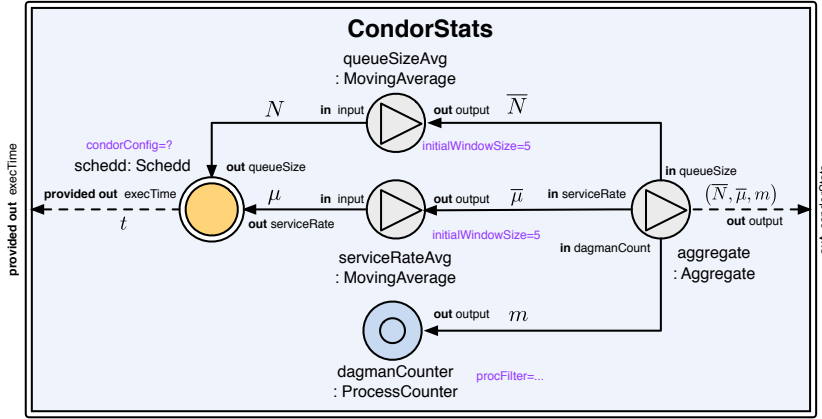 CondorStats
queueSizeAvg
: MovingAverage
N
in input
out output
N̅
condorConfig=?
initialWindowSize=5
schedd: Schedd
out queueSize
in queueSize
provided out execTime
μ
in input
out output
μ̅
in serviceRate
(N̅, μ̅, m)
t
out serviceRate
out output
initialWindowSize=5
in dagmanCount
serviceRateAvg
: MovingAverage
aggregate
: Aggregate
out output
m
dagmanCounter
: ProcessCounter
procFilter=...
provided out execTime